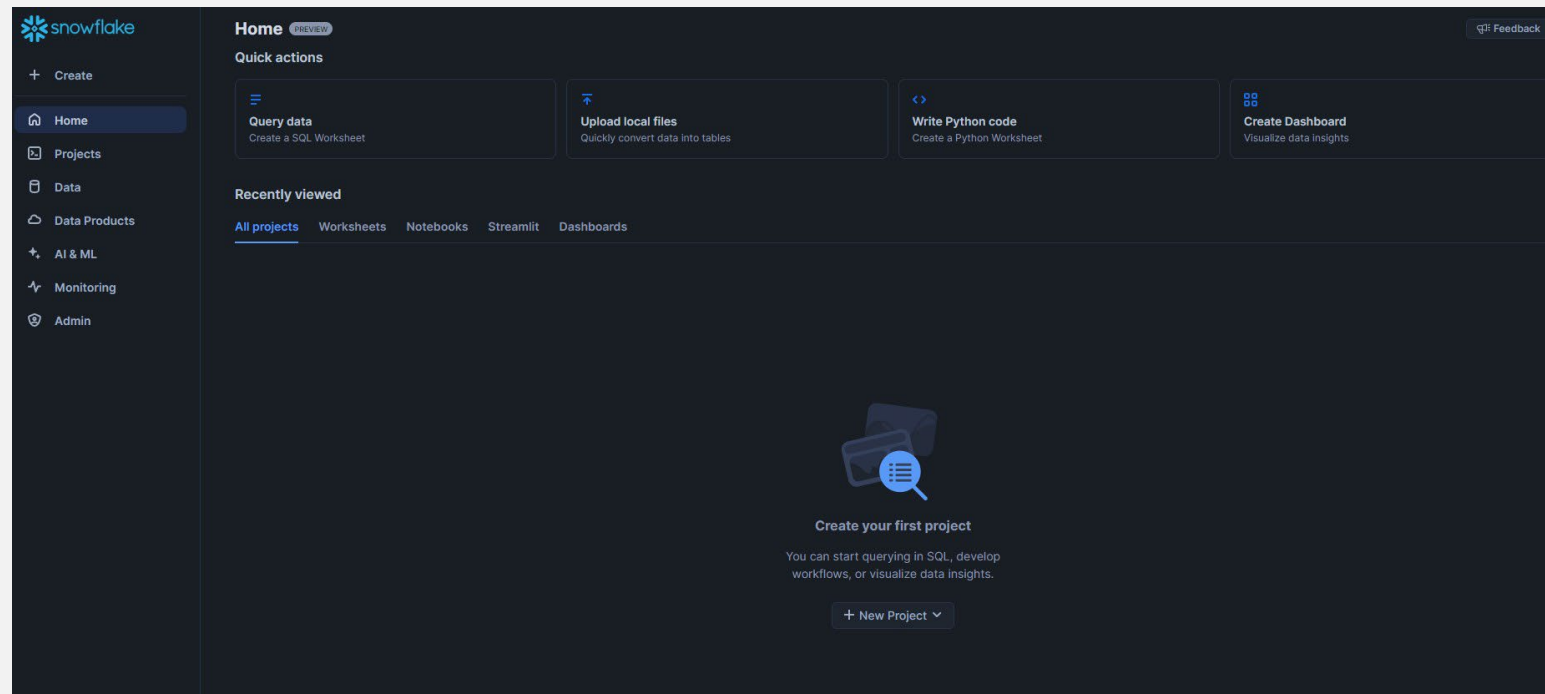 snowflake
+ Create
Home
Projects
Data
Data Products
AI & ML
Monitoring
Admin
Home PREVIEW
Feedback
Quick actions
Query data
Create a SQL Worksheet
Upload local files
Quickly convert data into tables
Write Python code
Create a Python Worksheet
Create Dashboard
Visualize data insights
Recently viewed
All projects Worksheets Notebooks Streamlit Dashboards
Create your first project
You can start querying in SQL, develop
workflows, or visualize data insights.
+ New Project